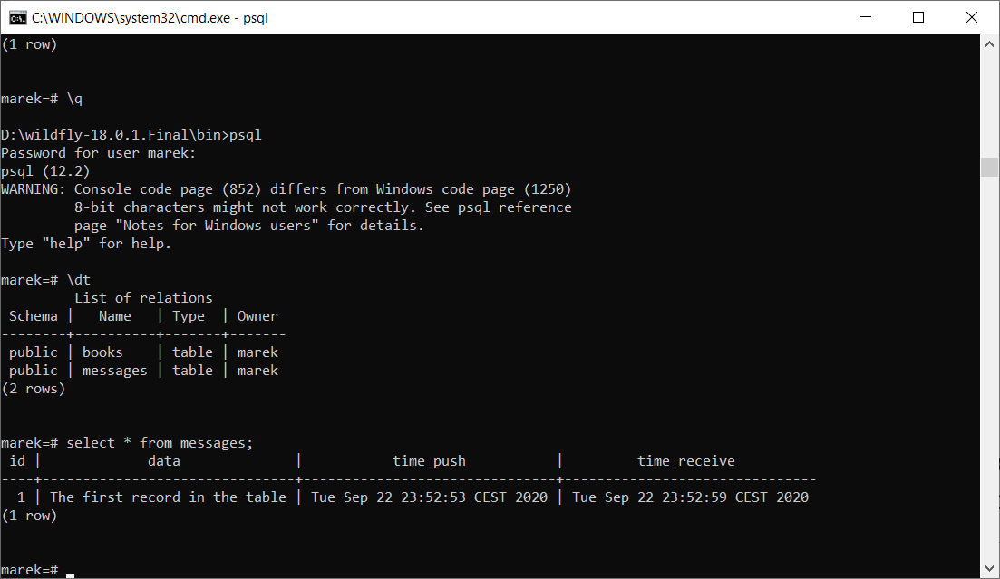 C:\WINDOWS\system32\cmd.exe - psql
(1 row)
marek=# \q
D:\wildfly-18.0.1.Final\bin>psql
Password for user marek:
psql (12.2)
WARNING: Console code page (852) differs from Windows code page (1250)
         8-bit characters might not work correctly. See psql reference
         page "Notes for Windows users" for details.
Type "help" for help.
marek=# \dt
         List of relations
 Schema |   Name   | Type  | Owner
--------+----------+-------+-------
 public | books    | table | marek
 public | messages | table | marek
(2 rows)
marek=# select * from messages;
 id |             data              |           time_push           |         time_receive
----+-------------------------------+-------------------------------+-------------------------------
  1 | The first record in the table | Tue Sep 22 23:52:53 CEST 2020 | Tue Sep 22 23:52:59 CEST 2020
(1 row)
marek=#